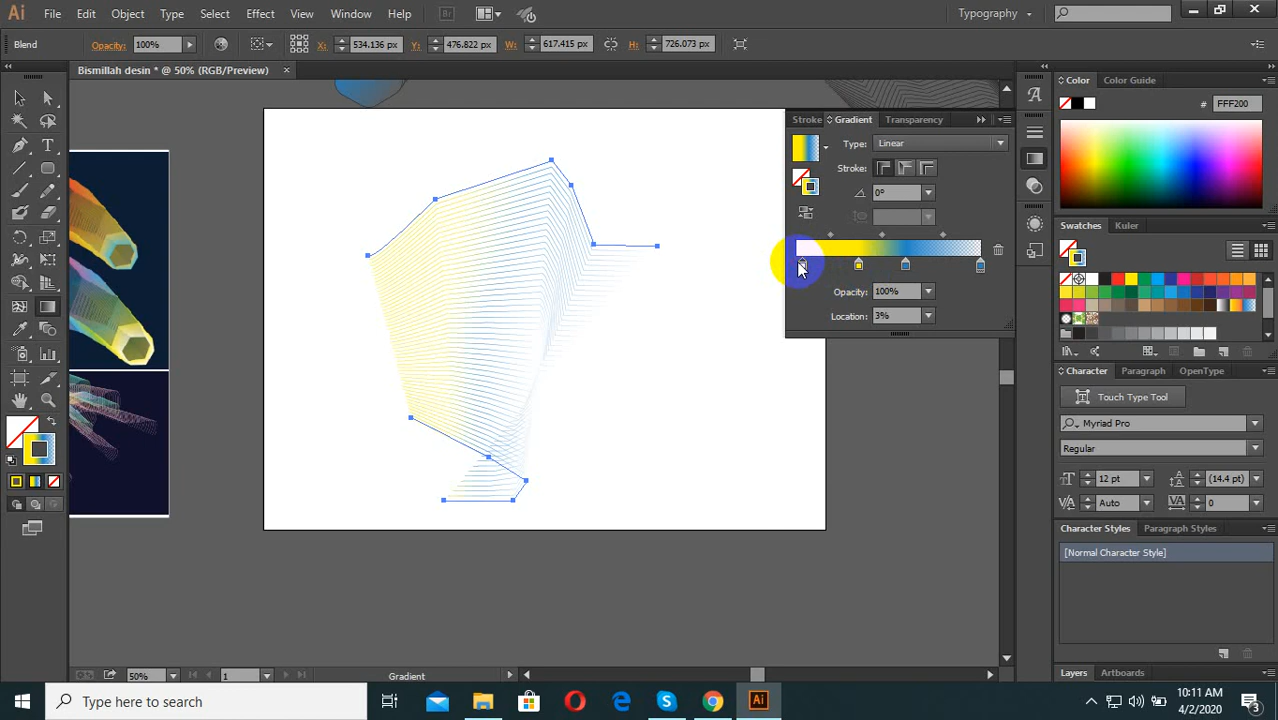 Ai File Edit Object Type Select Effect View Window Help Br Typography
Blend Opacity: 100% X: 534.136 px Y: 476.822 px W: 617.415 px H: 726.073 px
Bismillah desin * @ 50% (RGB/Preview)
Stroke Gradient Transparency
Type: Linear
Stroke:
0°
Opacity: 100%
Location: 3%
Color Color Guide
# FFF200
Swatches Kuler
Character Paragraph OpenType
Touch Type Tool
Myriad Pro
Regular
12 pt (14.4 pt)
Auto 0
Character Styles Paragraph Styles
[Normal Character Style]
Layers Artboards
50% 1 Gradient
Type here to search
Ai
10:11 AM
4/2/2020
3